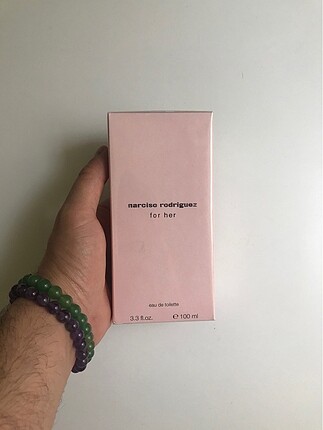 narciso rodriguez
for her
eau de toilette
3.3 fl.oz. ℮ 100 ml